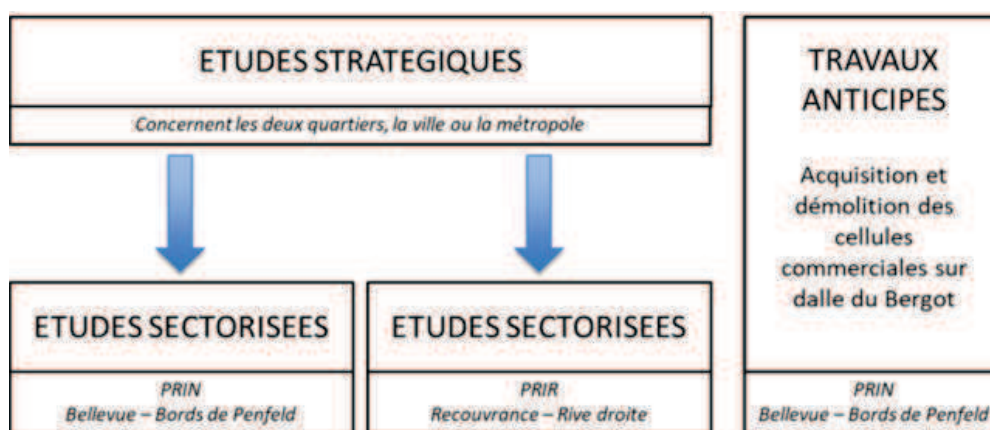 ETUDES STRATEGIQUES
Concernent les deux quartiers, la ville ou la métropole
ETUDES SECTORISEES
PRIN
Bellevue – Bords de Penfeld
ETUDES SECTORISEES
PRIR
Recouvrance – Rive droite
TRAVAUX
ANTICIPES
Acquisition et
démolition des
cellules
commerciales sur
dalle du Bergot
PRIN
Bellevue – Bords de Penfeld